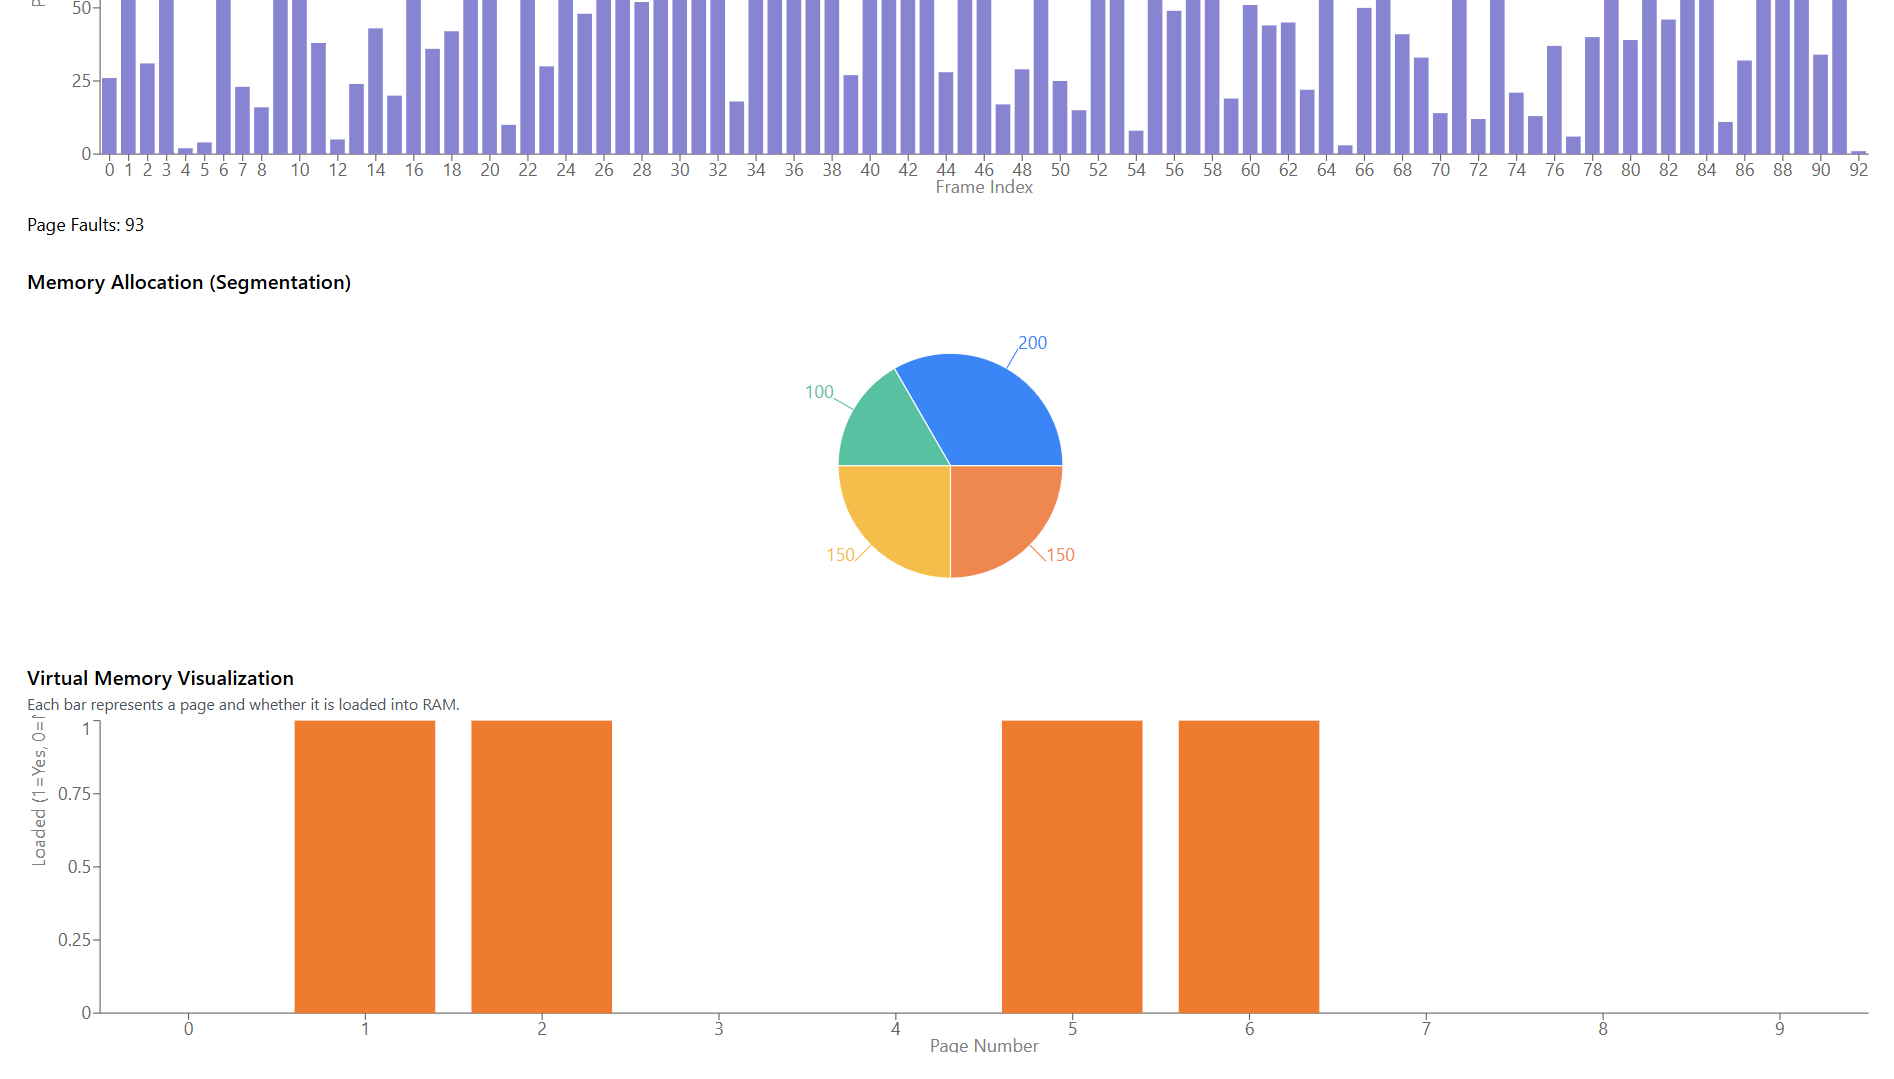 50
25
0
0 1 2 3 4 5 6 7 8 10 12 14 16 18 20 22 24 26 28 30 32 34 36 38 40 42 44 46 48 50 52 54 56 58 60 62 64 66 68 70 72 74 76 78 80 82 84 86 88 90 92
Frame Index
Page Faults: 93
Memory Allocation (Segmentation)
200
100
150
150
Virtual Memory Visualization
Each bar represents a page and whether it is loaded into RAM.
Loaded (1=Yes, 0=
1
0.75
0.5
0.25
0
0 1 2 3 4 5 6 7 8 9
Page Number